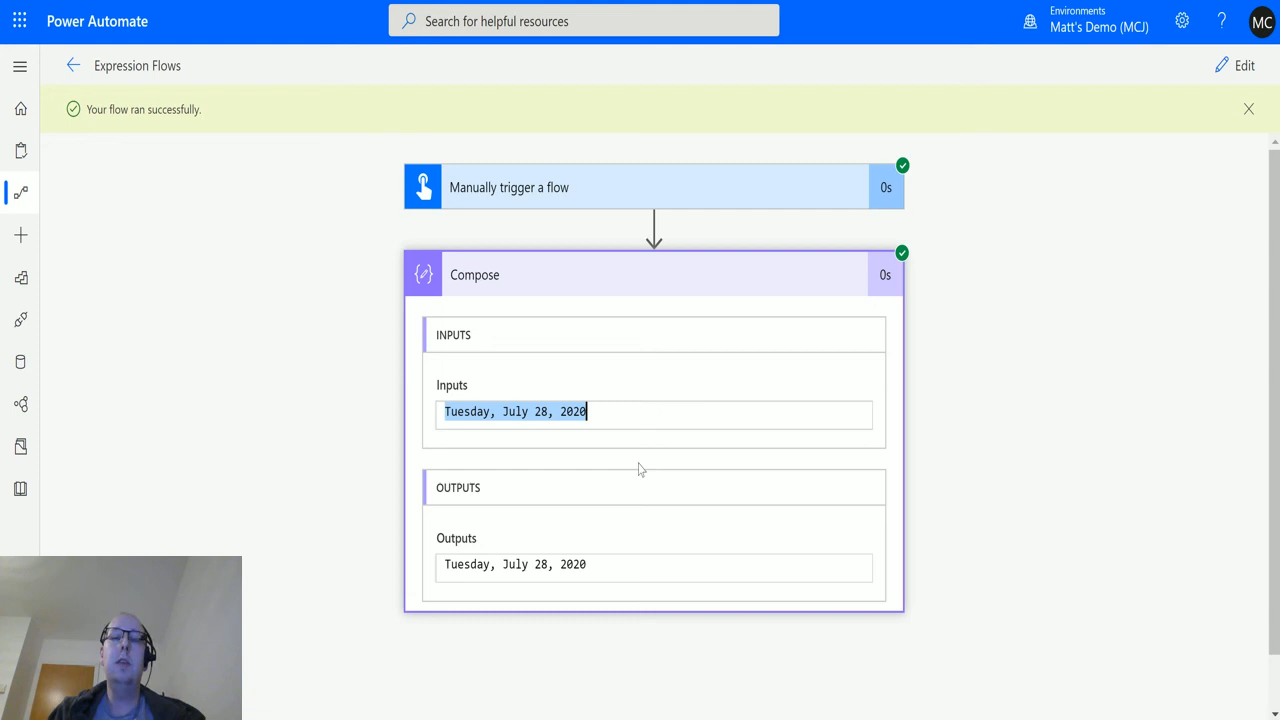 Power Automate
Search for helpful resources
Environments
Matt's Demo (MCJ)
?
MC
Expression Flows
Edit
Your flow ran successfully.
Manually trigger a flow
0s
Compose
0s
INPUTS
Inputs
Tuesday, July 28, 2020
OUTPUTS
Outputs
Tuesday, July 28, 2020